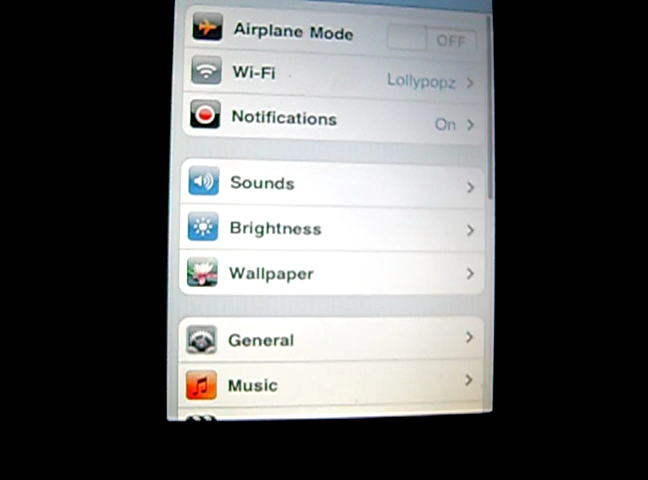 Airplane Mode OFF
Wi-Fi Lollypopz
Notifications On
Sounds
Brightness
Wallpaper
General
Music